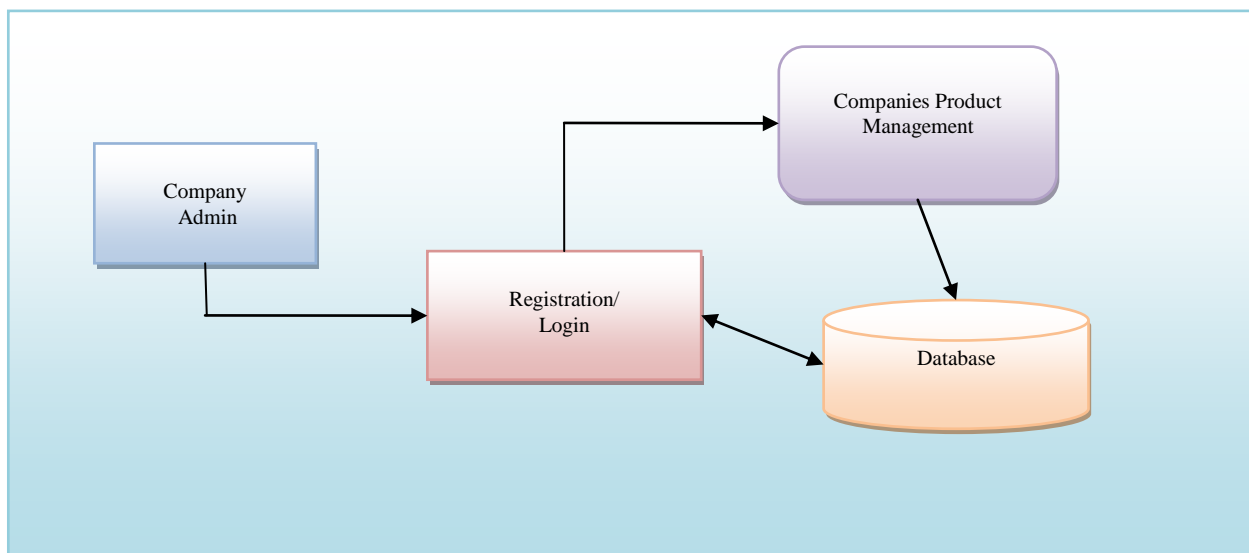 Companies Product
Management
Company
Admin
Registration/
Login
Database